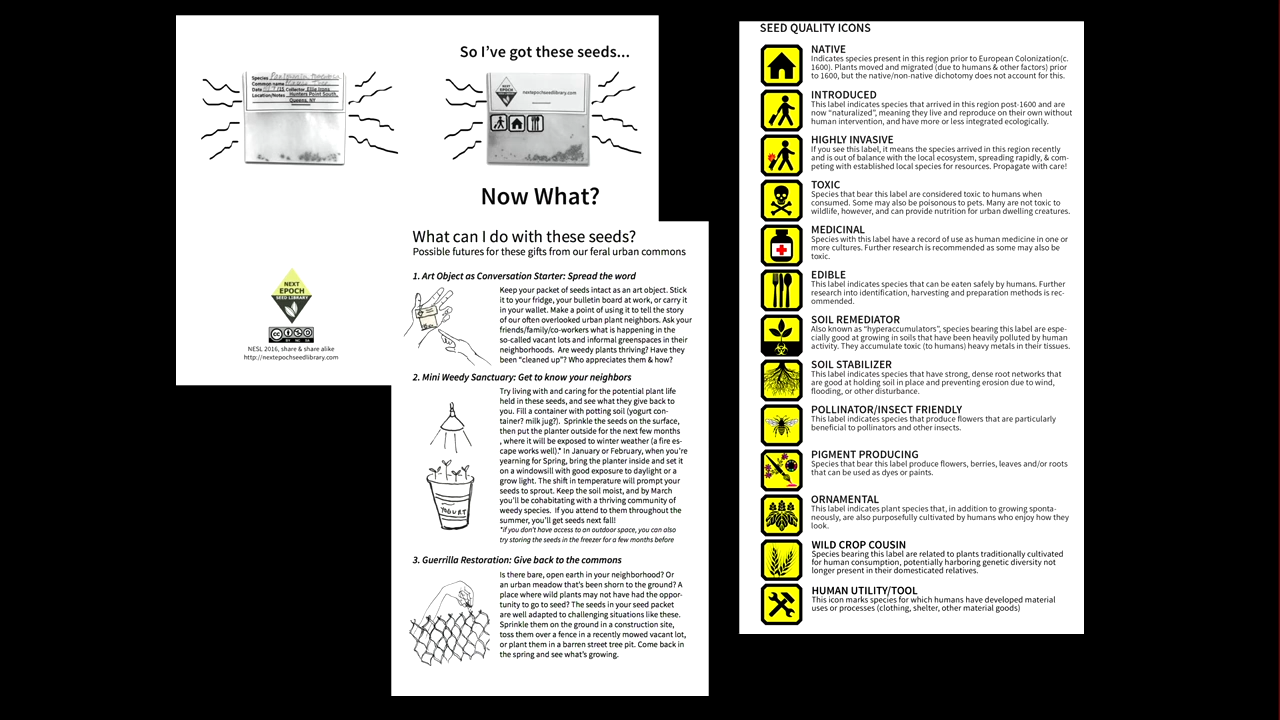 So I've got these seeds...
Species
Common name
Date Collector Ellie Irons
Location/Notes Hunters Point South,
Queens, NY
NEXT
EPOCH
SEED LIBRARY
nextepochseedlibrary.com
Now What?
NEXT
EPOCH
SEED LIBRARY
cc
BY NC SA
NESL 2016, share & share alike
http://nextepochseedlibrary.com
What can I do with these seeds?
Possible futures for these gifts from our feral urban commons
1. Art Object as Conversation Starter: Spread the word
Keep your packet of seeds intact as an art object. Stick
it to your fridge, your bulletin board at work, or carry it
in your wallet. Make a point of using it to tell the story
of our often overlooked urban plant neighbors. Ask your
friends/family/co-workers what is happening in the
so-called vacant lots and informal greenspaces in their
neighborhoods. Are weedy plants thriving? Have they
been "cleaned up"? Who appreciates them & how?
2. Mini Weedy Sanctuary: Get to know your neighbors
Try living with and caring for the potential plant life
held in these seeds, and see what they give back to
you. Fill a container with potting soil (yogurt con-
tainer? milk jug?). Sprinkle the seeds on the surface,
then put the planter outside for the next few months
, where it will be exposed to winter weather (a fire es-
cape works well).* In January or February, when you're
yearning for Spring, bring the planter inside and set it
on a windowsill with good exposure to daylight or a
grow light. The shift in temperature will prompt your
seeds to sprout. Keep the soil moist, and by March
you'll be cohabitating with a thriving community of
weedy species. If you attend to them throughout the
summer, you'll get seeds next fall!
*if you don't have access to an outdoor space, you can also
try storing the seeds in the freezer for a few months before
YOGURT
3. Guerrilla Restoration: Give back to the commons
Is there bare, open earth in your neighborhood? Or
an urban meadow that's been shorn to the ground? A
place where wild plants may not have had the oppor-
tunity to go to seed? The seeds in your seed packet
are well adapted to challenging situations like these.
Sprinkle them on the ground in a construction site,
toss them over a fence in a recently mowed vacant lot,
or plant them in a barren street tree pit. Come back in
the spring and see what's growing.
SEED QUALITY ICONS
NATIVE
Indicates species present in this region prior to European Colonization(c.
1600). Plants moved and migrated (due to humans & other factors) prior
to 1600, but the native/non-native dichotomy does not account for this.
INTRODUCED
This label indicates species that arrived in this region post-1600 and are
now "naturalized", meaning they live and reproduce on their own without
human intervention, and have more or less integrated ecologically.
HIGHLY INVASIVE
If you see this label, it means the species arrived in this region recently
and is out of balance with the local ecosystem, spreading rapidly, & com-
peting with established local species for resources. Propagate with care!
TOXIC
Species that bear this label are considered toxic to humans when
consumed. Some may also be poisonous to pets. Many are not toxic to
wildlife, however, and can provide nutrition for urban dwelling creatures.
MEDICINAL
Species with this label have a record of use as human medicine in one or
more cultures. Further research is recommended as some may also be
toxic.
EDIBLE
This label indicates species that can be eaten safely by humans. Further
research into identification, harvesting and preparation methods is rec-
ommended.
SOIL REMEDIATOR
Also known as "hyperaccumulators", species bearing this label are espe-
cially good at growing in soils that have been heavily polluted by human
activity. They accumulate toxic (to humans) heavy metals in their tissues.
SOIL STABILIZER
This label indicates species that have strong, dense root networks that
are good at holding soil in place and preventing erosion due to wind,
flooding, or other disturbance.
POLLINATOR/INSECT FRIENDLY
This label indicates species that produce flowers that are particularly
beneficial to pollinators and other insects.
PIGMENT PRODUCING
Species that bear this label produce flowers, berries, leaves and/or roots
that can be used as dyes or paints.
ORNAMENTAL
This label indicates plant species that, in addition to growing sponta-
neously, are also purposefully cultivated by humans who enjoy how they
look.
WILD CROP COUSIN
Species bearing this label are related to plants traditionally cultivated
for human consumption, potentially harboring genetic diversity not
longer present in their domesticated relatives.
HUMAN UTILITY/TOOL
This icon marks species for which humans have developed material
uses or processes (clothing, shelter, other material goods)